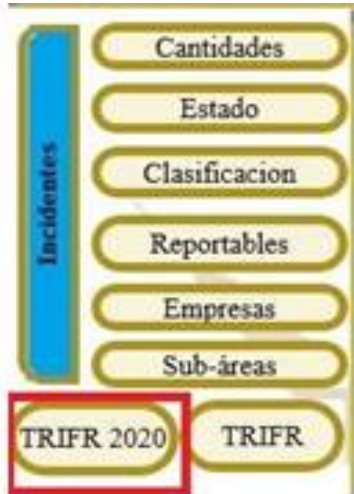 Incidentes
Cantidades
Estado
Clasificacion
Reportables
Empresas
Sub-áreas
TRIFR 2020
TRIFR